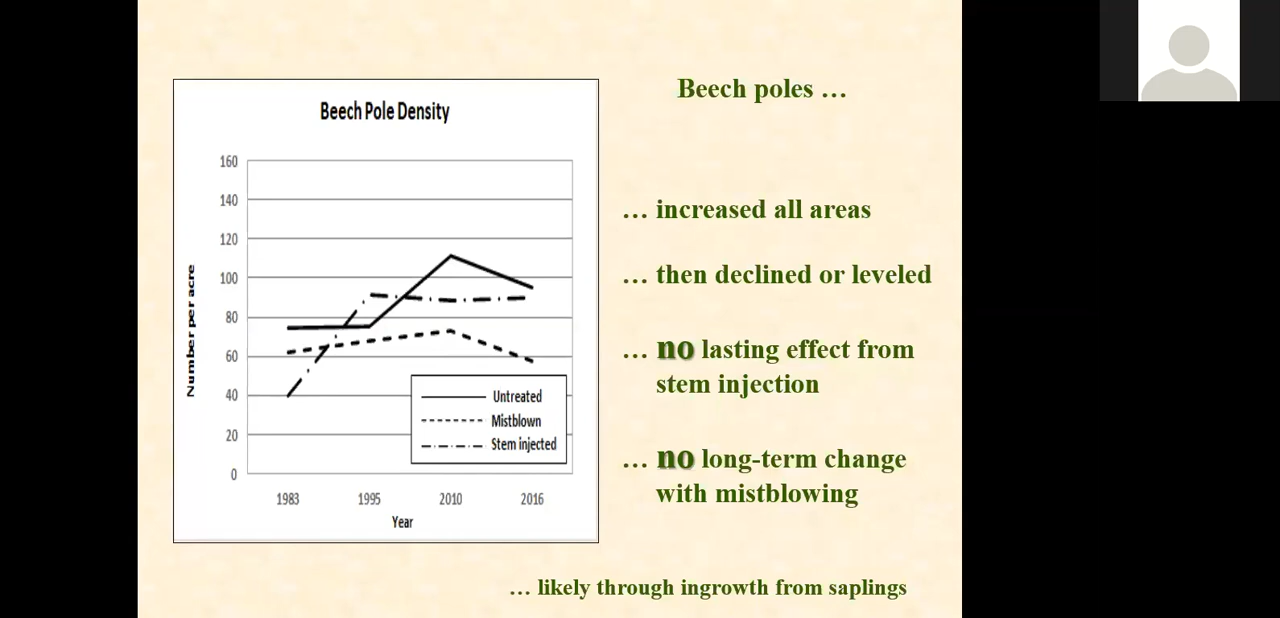 Beech Pole Density
Number per acre
160
140
120
100
80
60
40
20
0
1983 1995 2010 2016
Year
Untreated
Mistblown
Stem injected
Beech poles …
… increased all areas
… then declined or leveled
… no lasting effect from
stem injection
… no long-term change
with mistblowing
… likely through ingrowth from saplings